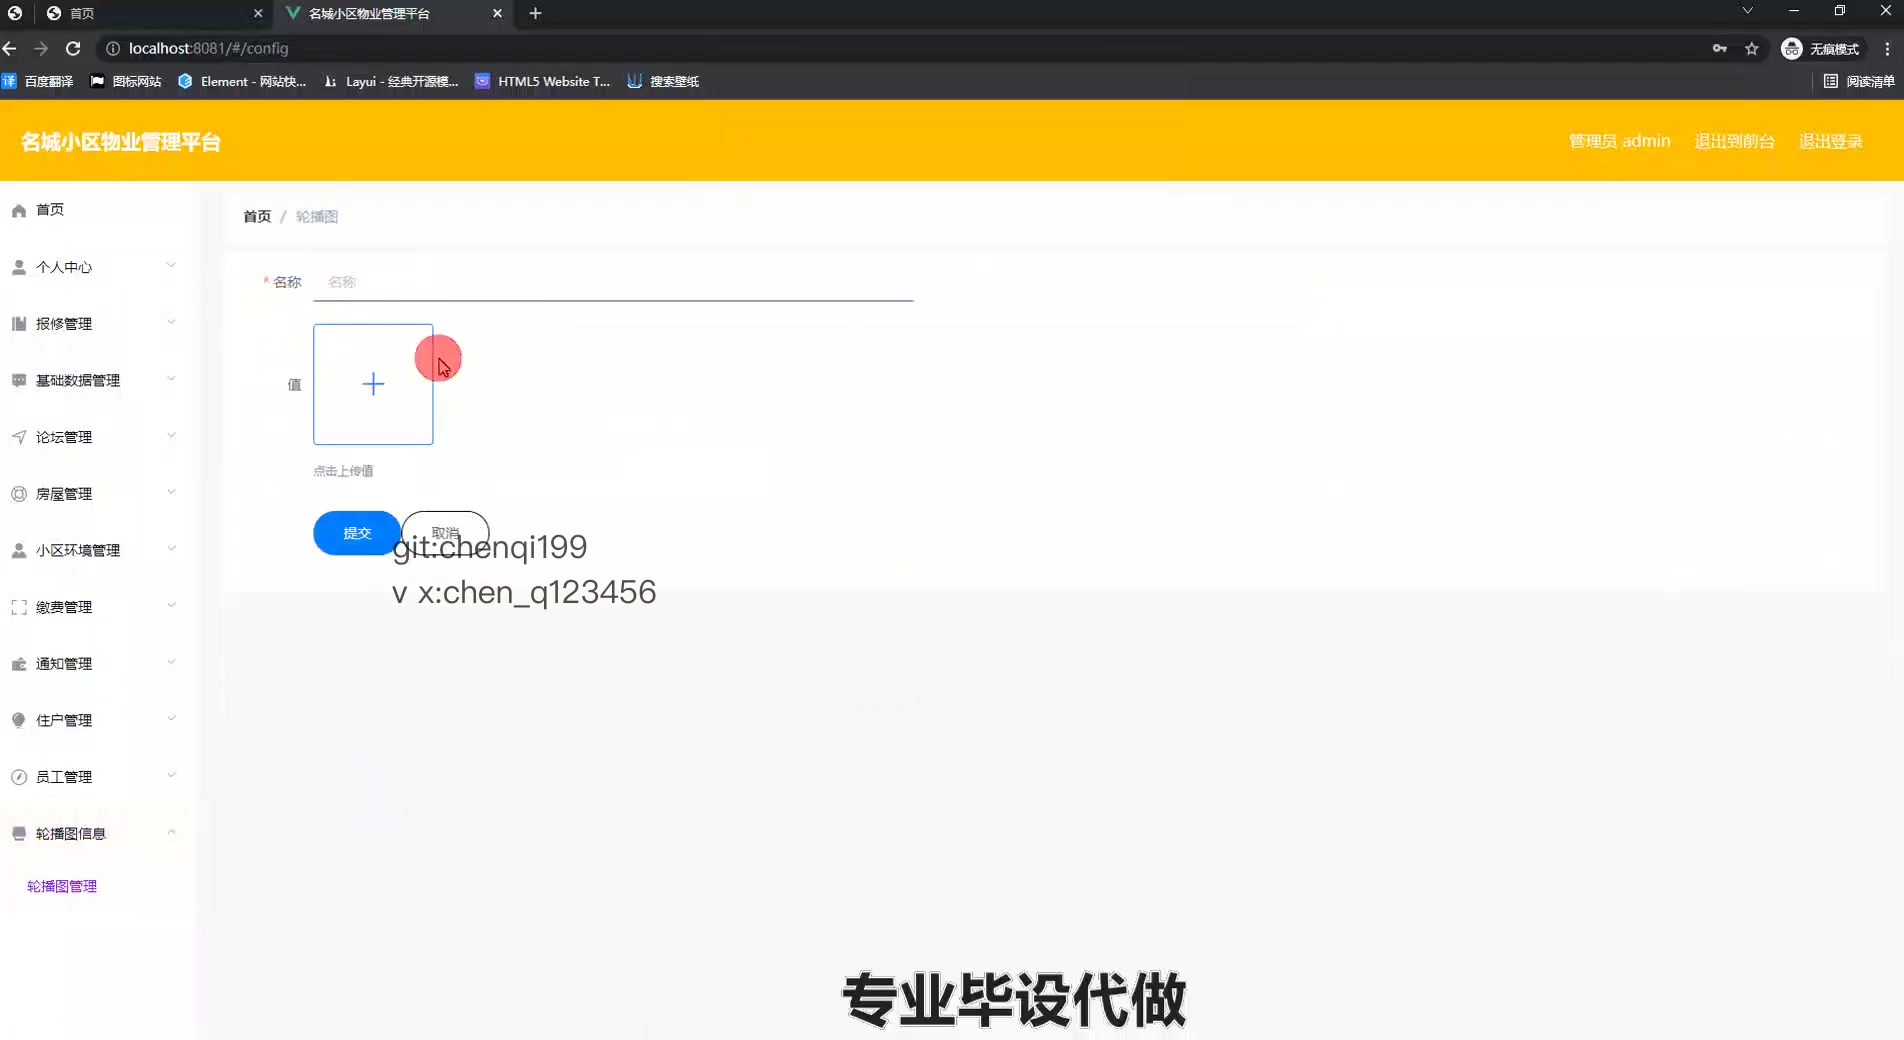 首页
名城小区物业管理平台
localhost:8081/#/config
无痕模式
百度翻译
图标网站
Element - 网站快...
Layui - 经典开源模...
HTML5 Website T...
搜索壁纸
阅读清单
名城小区物业管理平台
管理员 admin
退出到前台
退出登录
首页
个人中心
报修管理
基础数据管理
论坛管理
房屋管理
小区环境管理
缴费管理
通知管理
住户管理
员工管理
轮播图信息
轮播图管理
首页 / 轮播图
* 名称 名称
值
点击上传值
提交
取消
git:chenqi199
v x:chen_q123456
专业毕设代做